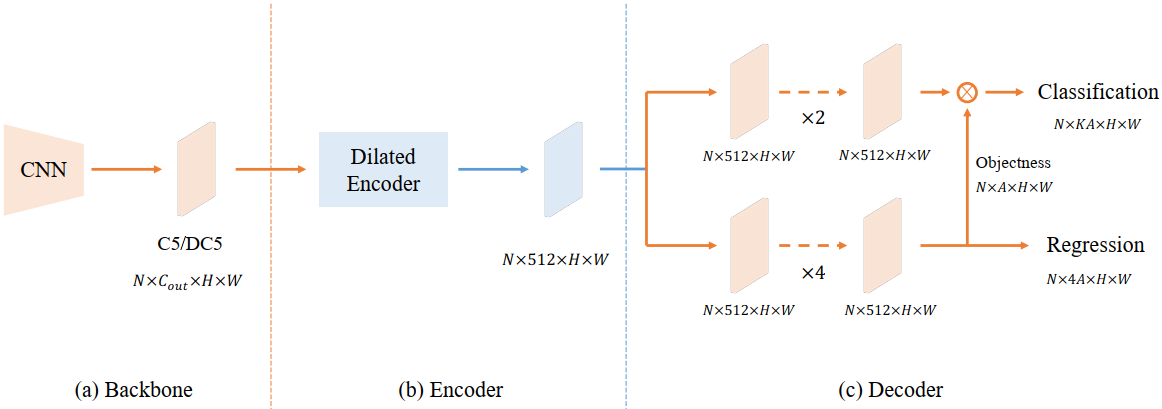 CNN
C5/DC5
N×C_out×H×W
(a) Backbone
Dilated
Encoder
N×512×H×W
(b) Encoder
×2
N×512×H×W
N×512×H×W
Classification
N×KA×H×W
Objectness
N×A×H×W
×4
N×512×H×W
N×512×H×W
Regression
N×4A×H×W
(c) Decoder